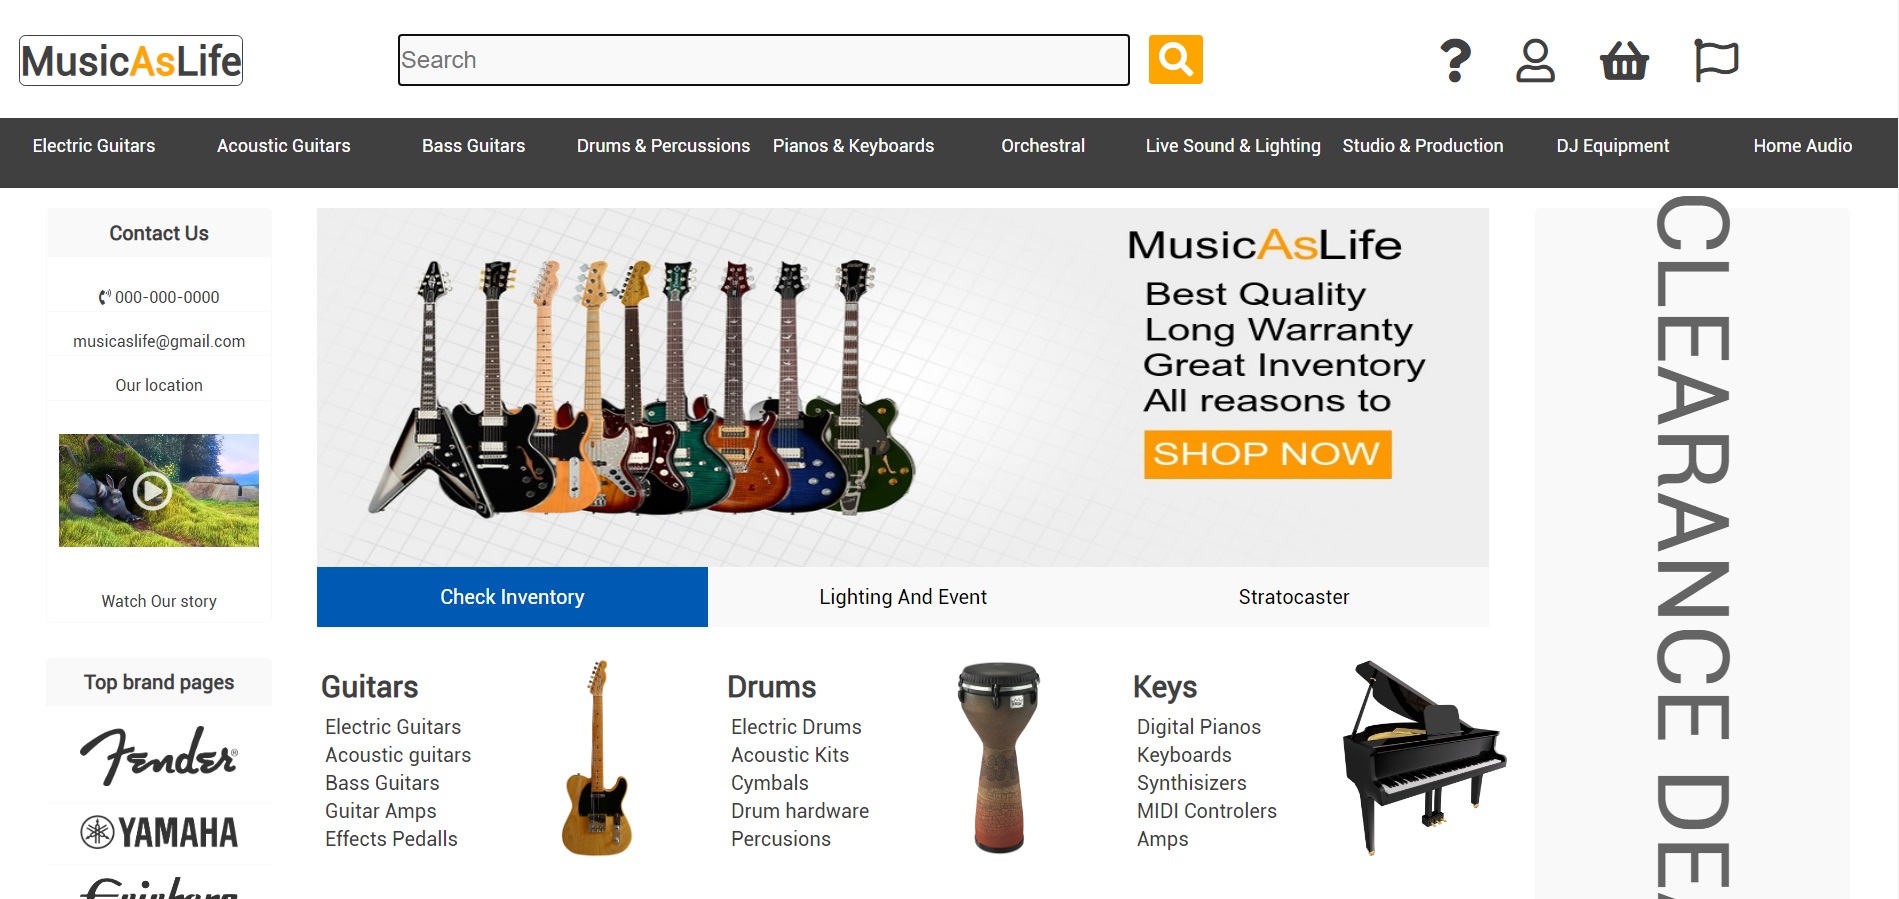 MusicAsLife
Search
Electric Guitars
Acoustic Guitars
Bass Guitars
Drums & Percussions
Pianos & Keyboards
Orchestral
Live Sound & Lighting
Studio & Production
DJ Equipment
Home Audio
Contact Us
000-000-0000
musicaslife@gmail.com
Our location
Watch Our story
Top brand pages
Fender®
YAMAHA
Epiphone
MusicAsLife
Best Quality
Long Warranty
Great Inventory
All reasons to
SHOP NOW
Check Inventory
Lighting And Event
Stratocaster
Guitars
Electric Guitars
Acoustic guitars
Bass Guitars
Guitar Amps
Effects Pedalls
Drums
Electric Drums
Acoustic Kits
Cymbals
Drum hardware
Percusions
Keys
Digital Pianos
Keyboards
Synthisizers
MIDI Controlers
Amps
CLEARANCE DEA